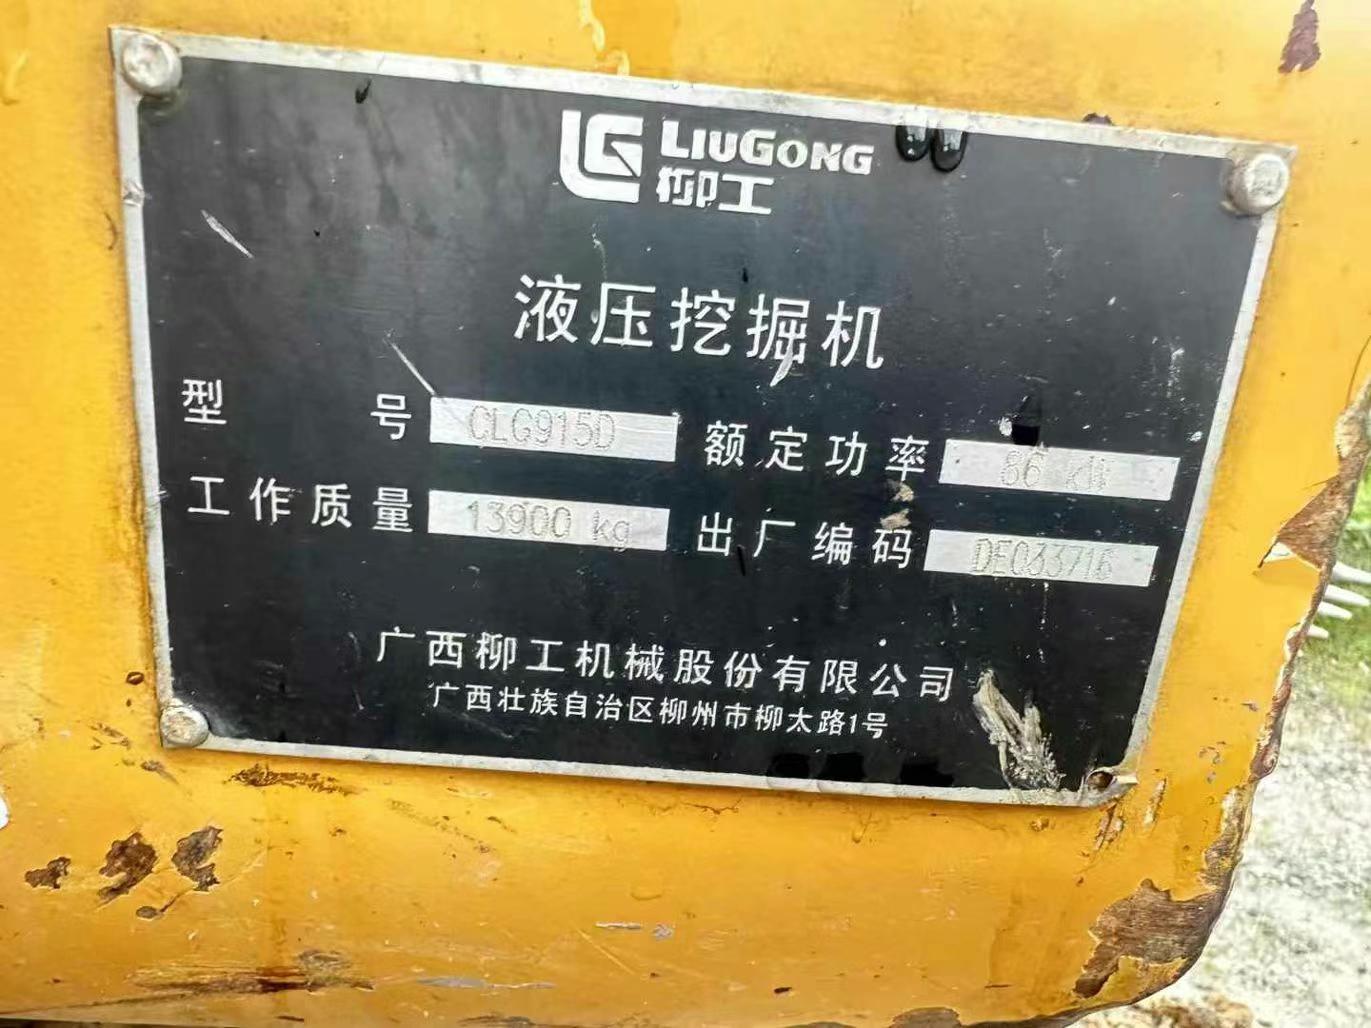 LIUGONG
柳工
液压挖掘机
型号 CLG915D 额定功率 86 kW
工作质量 13900 kg 出厂编码 DE033716
广西柳工机械股份有限公司
广西壮族自治区柳州市柳太路1号